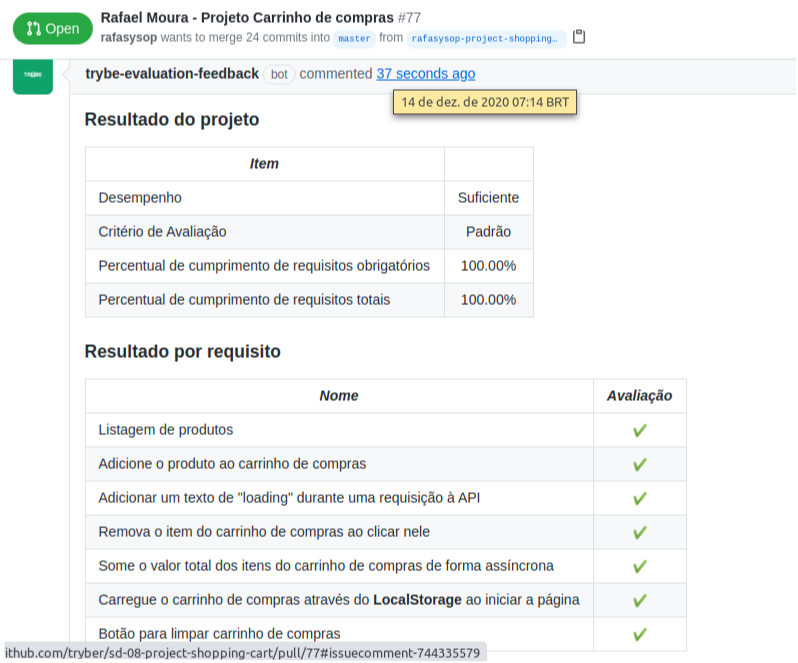 Open
Rafael Moura - Projeto Carrinho de compras #77
rafasysop wants to merge 24 commits into master from rafasysop-project-shopping…
TRYBE
trybe-evaluation-feedback bot commented 37 seconds ago
14 de dez. de 2020 07:14 BRT
Resultado do projeto
Item
Desempenho Suficiente
Critério de Avaliação Padrão
Percentual de cumprimento de requisitos obrigatórios 100.00%
Percentual de cumprimento de requisitos totais 100.00%
Resultado por requisito
Nome Avaliação
Listagem de produtos ✔
Adicione o produto ao carrinho de compras ✔
Adicionar um texto de "loading" durante uma requisição à API ✔
Remova o item do carrinho de compras ao clicar nele ✔
Some o valor total dos itens do carrinho de compras de forma assíncrona ✔
Carregue o carrinho de compras através do LocalStorage ao iniciar a página ✔
Botão para limpar carrinho de compras ✔
ithub.com/tryber/sd-08-project-shopping-cart/pull/77#issuecomment-744335579